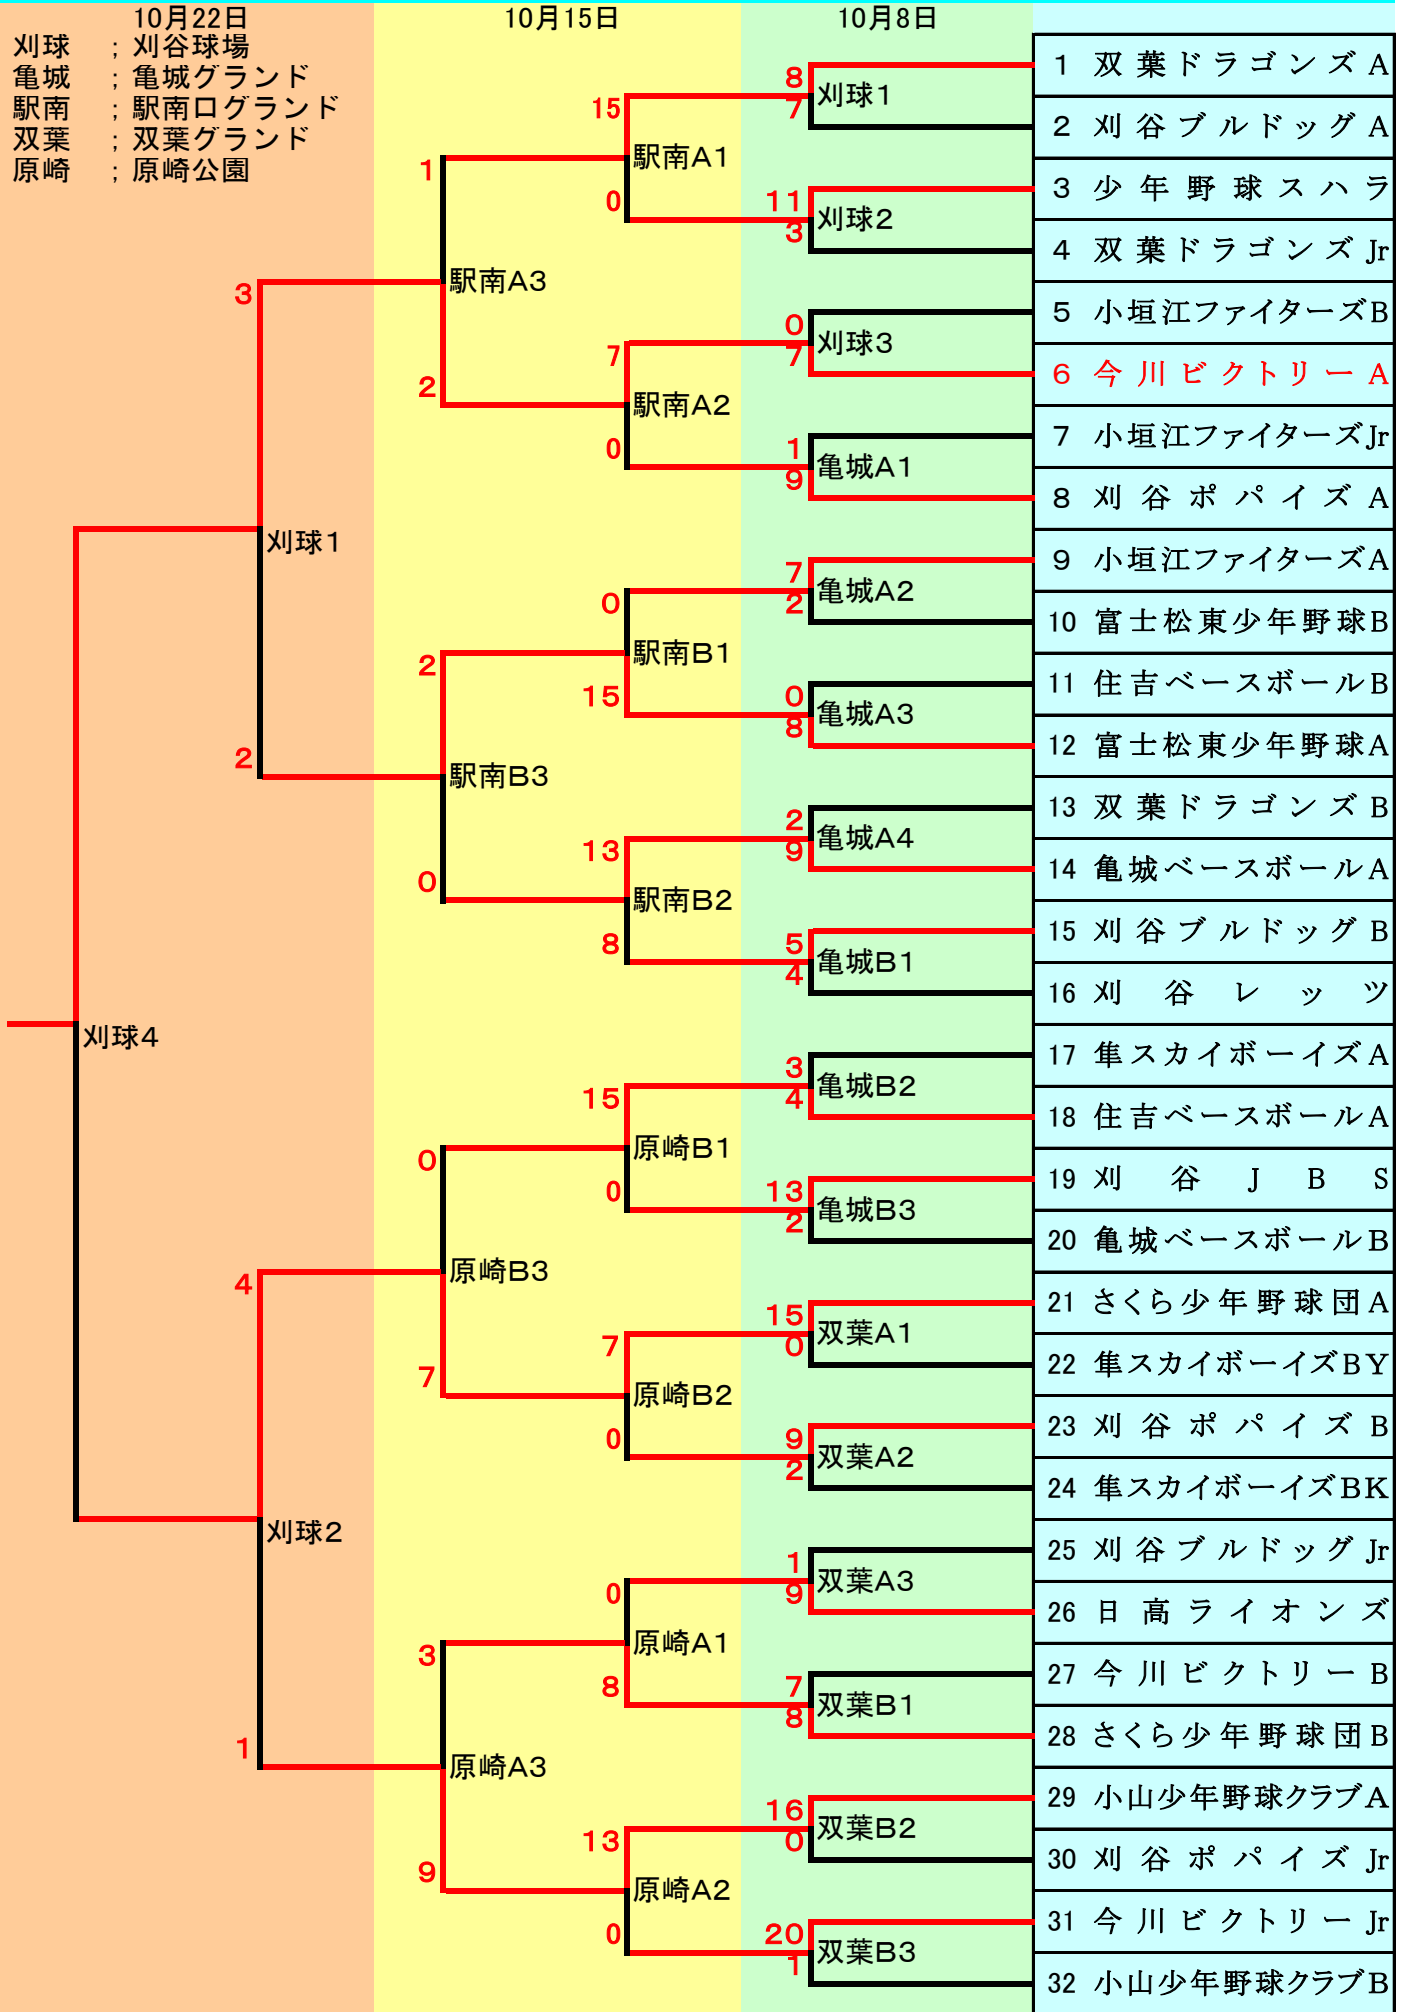 10月22日 10月15日 10月8日
刈球 ; 刈谷球場
亀城 ; 亀城グランド
駅南 ; 駅南ログランド
双葉 ; 双葉グランド
原崎 ; 原崎公園
1 双葉ドラゴンズA
8
刈球1
7
15
2 刈谷ブルドッグA
駅南A1
1
3 少年野球スハラ
11
0
刈球2
3
4 双葉ドラゴンズJr
駅南A3
3
5 小垣江ファイターズB
0
刈球3
7
7
6 今川ビクトリーA
2
駅南A2
7 小垣江ファイターズJr
1
0
亀城A1
9
8 刈谷ポパイズA
刈球1
9 小垣江ファイターズA
7
亀城A2
2
0
10 富士松東少年野球B
駅南B1
2
11 住吉ベースボールB
0
15
亀城A3
8
12 富士松東少年野球A
2
駅南B3
13 双葉ドラゴンズB
2
亀城A4
9
13
14 亀城ベースボールA
0
駅南B2
15 刈谷ブルドッグB
5
8
亀城B1
4
16 刈谷レッツ
刈球4
17 隼スカイボーイズA
3
亀城B2
4
15
18 住吉ベースボールA
原崎B1
0
19 刈谷JBS
13
0
亀城B3
2
20 亀城ベースボールB
原崎B3
4
21 さくら少年野球団A
15
双葉A1
0
7
22 隼スカイボーイズBY
7
原崎B2
23 刈谷ポパイズB
9
0
双葉A2
2
24 隼スカイボーイズBK
刈球2
25 刈谷ブルドッグJr
1
双葉A3
9
0
26 日高ライオンズ
原崎A1
3
27 今川ビクトリーB
7
8
双葉B1
8
28 さくら少年野球団B
1
原崎A3
29 小山少年野球クラブA
16
双葉B2
0
13
30 刈谷ポパイズJr
9
原崎A2
31 今川ビクトリーJr
20
0
双葉B3
1
32 小山少年野球クラブB